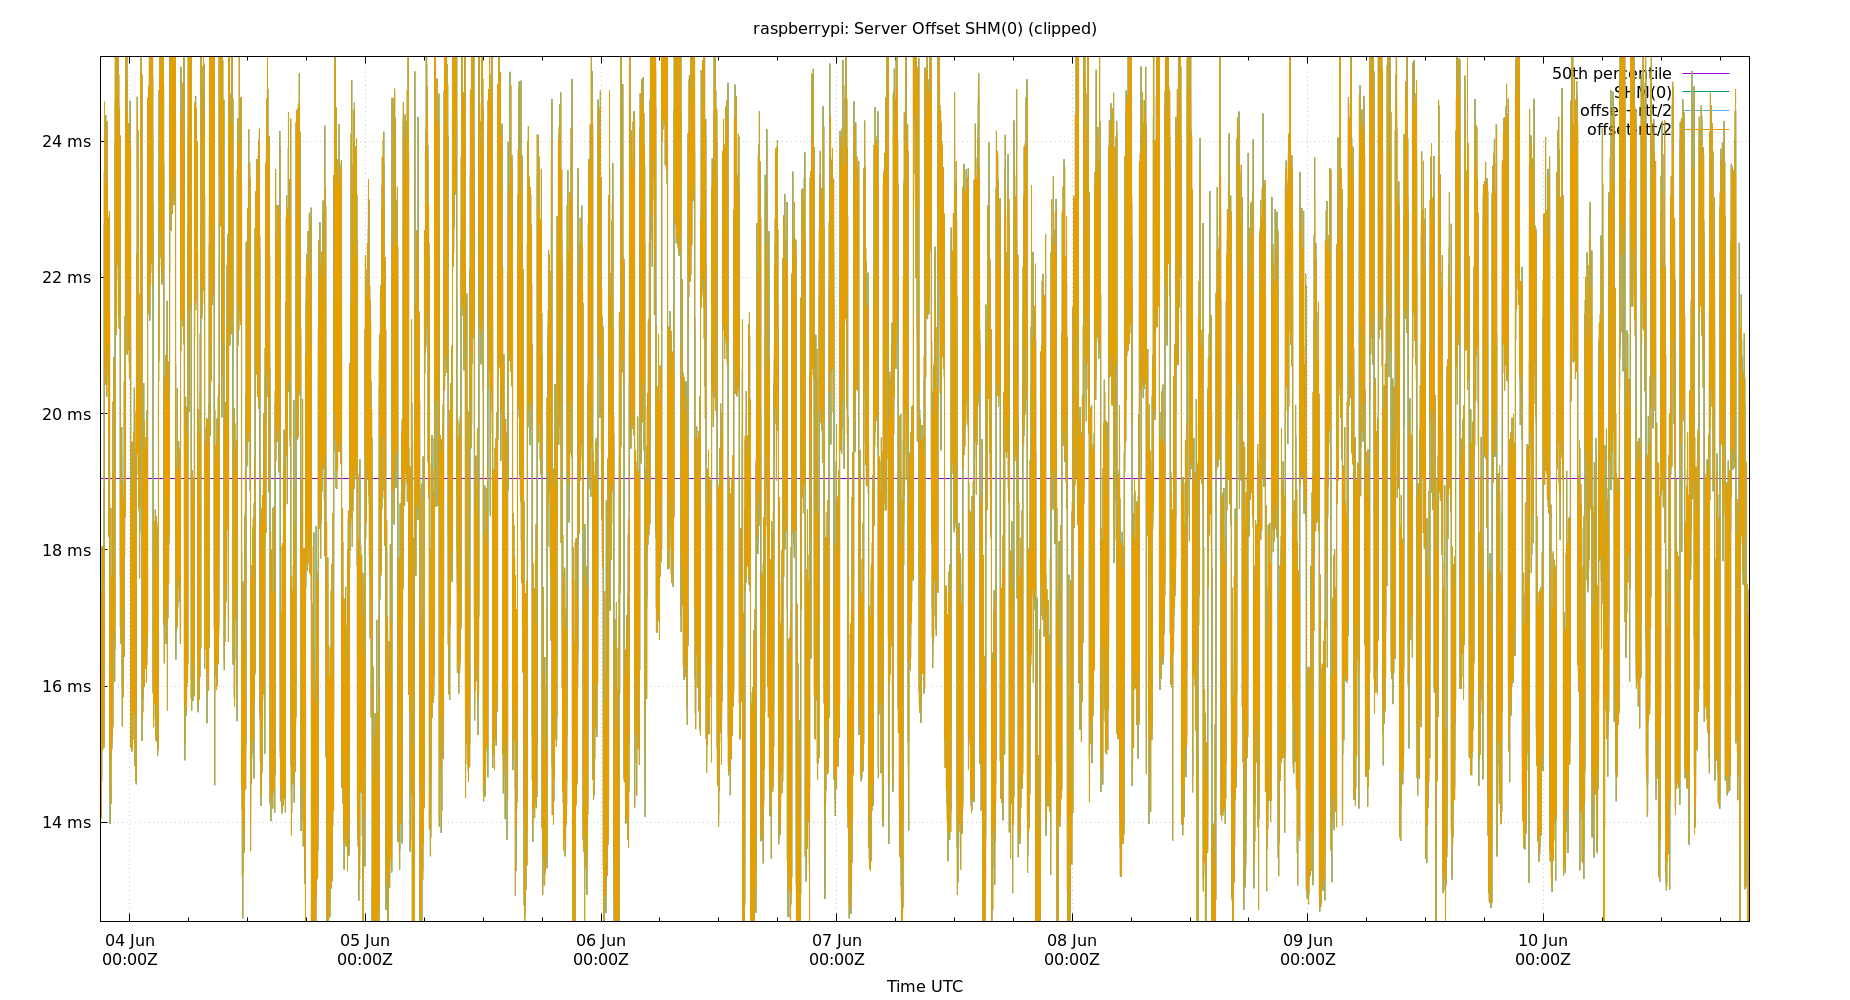 raspberrypi: Server Offset SHM(0) (clipped)
50th percentile
SHM(0)
offset+rtt/2
offset-rtt/2
24 ms
22 ms
20 ms
18 ms
16 ms
14 ms
04 Jun 05 Jun 06 Jun 07 Jun 08 Jun 09 Jun 10 Jun
00:00Z 00:00Z 00:00Z 00:00Z 00:00Z 00:00Z 00:00Z
Time UTC